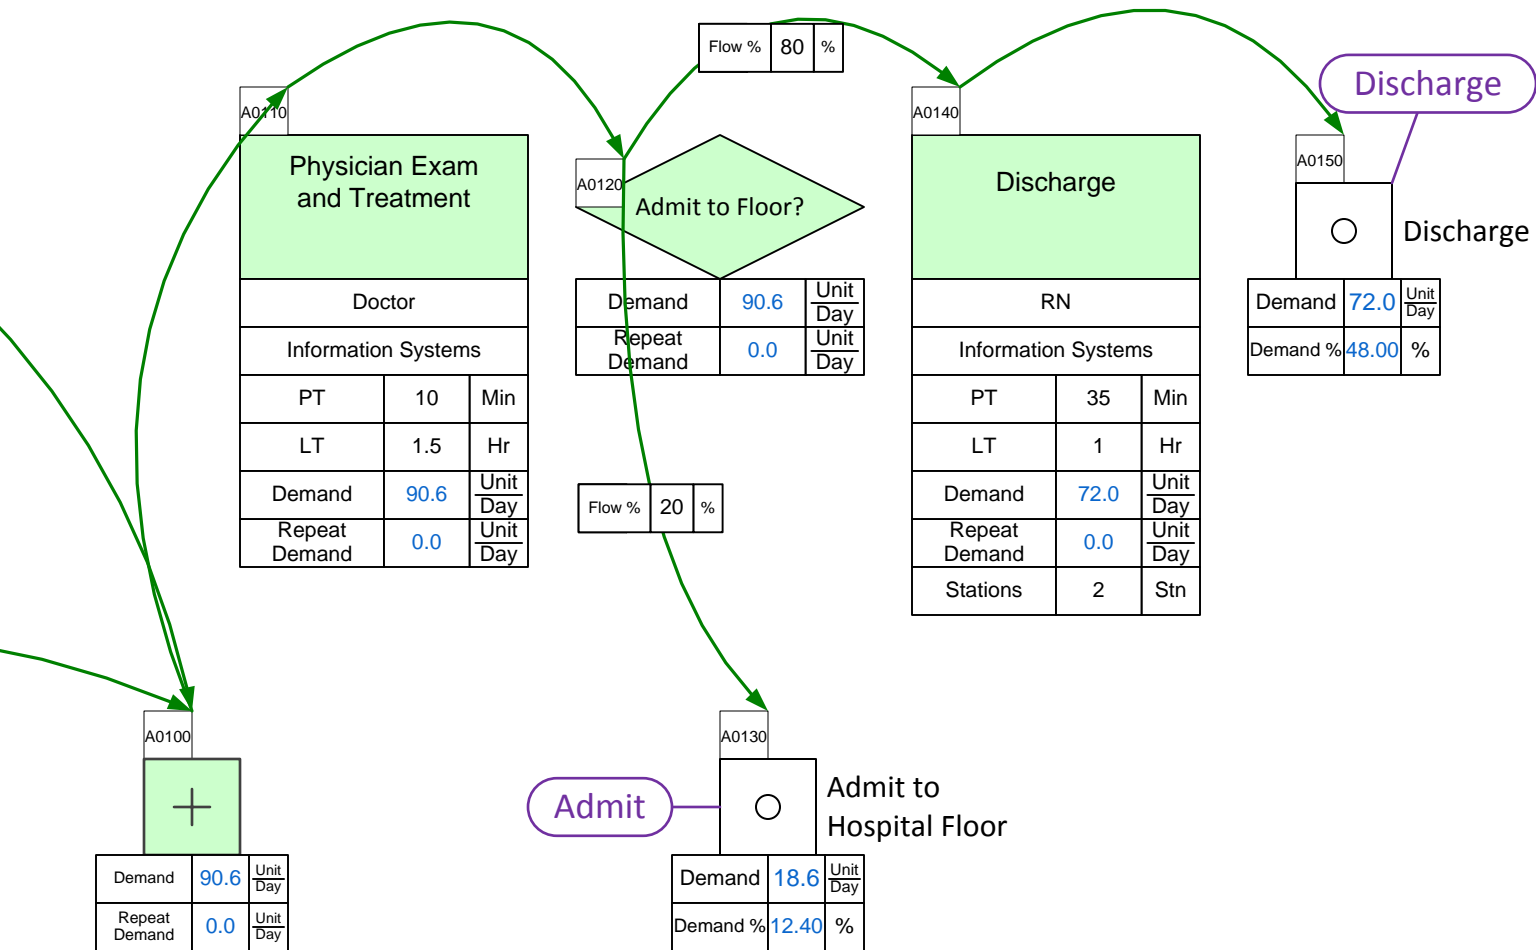 Flow % 80 %
Discharge
A0110
Physician Exam
and Treatment
Doctor
Information Systems
PT 10 Min
LT 1.5 Hr
Demand 90.6 Unit
Day
Repeat
Demand 0.0 Unit
Day
A0120
Admit to Floor?
Demand 90.6 Unit
Day
Repeat
Demand 0.0 Unit
Day
A0140
Discharge
RN
Information Systems
PT 35 Min
LT 1 Hr
Demand 72.0 Unit
Day
Repeat
Demand 0.0 Unit
Day
Stations 2 Stn
A0150
Discharge
Demand 72.0 Unit
Day
Demand % 48.00 %
Flow % 20 %
A0100
Demand 90.6 Unit
Day
Repeat
Demand 0.0 Unit
Day
A0130
Admit
Admit to
Hospital Floor
Demand 18.6 Unit
Day
Demand % 12.40 %